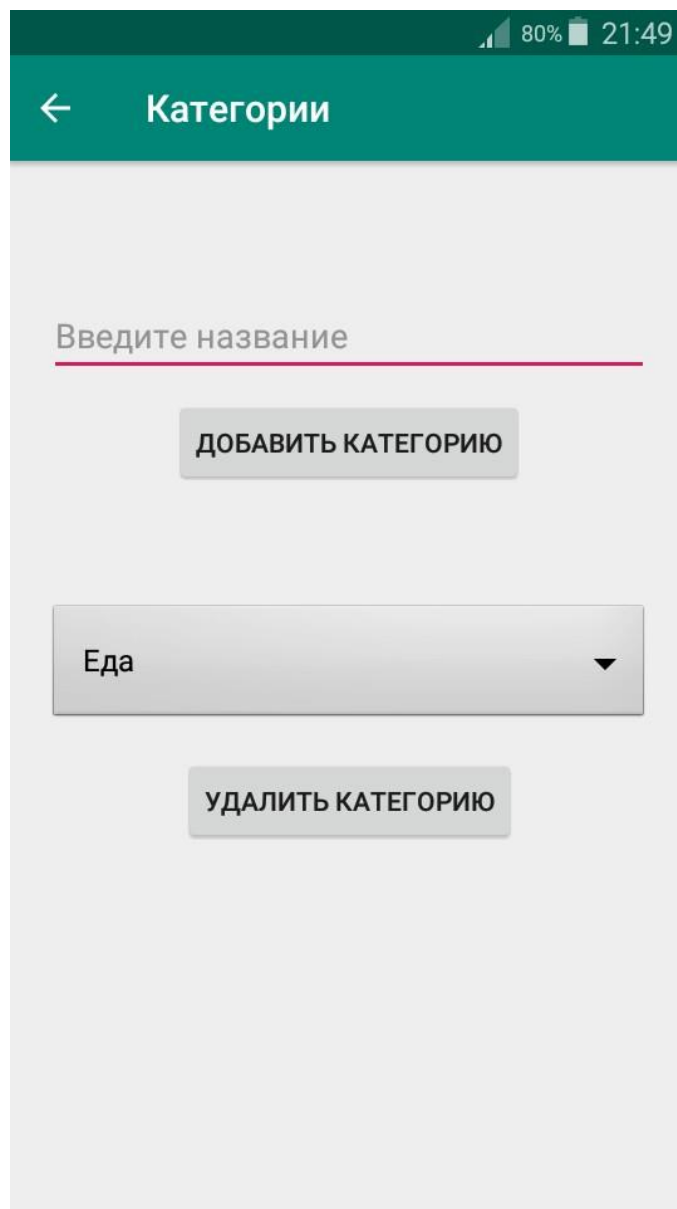 80% 21:49
Категории
Введите название
ДОБАВИТЬ КАТЕГОРИЮ
Еда
УДАЛИТЬ КАТЕГОРИЮ